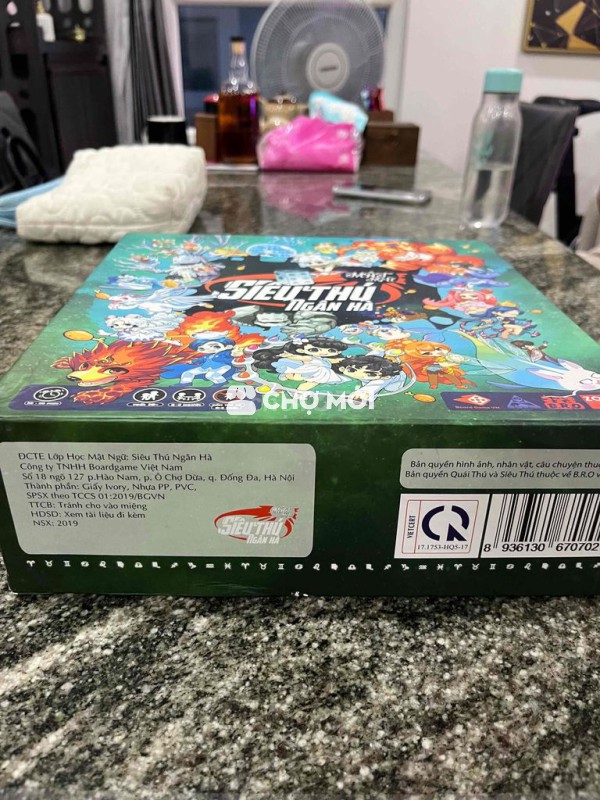 SIÊU THÚ
NGÂN HÀ
CHỢ MỚI
ĐCTE Lớp Học Mật Ngữ: Siêu Thú Ngân Hà
Công ty TNHH Boardgame Việt Nam
Số 18 ngõ 127 p.Hào Nam, p. Ô Chợ Dừa, q. Đống Đa, Hà Nội
Thành phần: Giấy Ivory, Nhựa PP, PVC,
SPSX theo TCCS 01:2019/BGVN
TTCB: Tránh cho vào miệng
HDSD: Xem tài liệu đi kèm
NSX: 2019
SIÊU THÚ
NGÂN HÀ
Bản quyền hình ảnh, nhân vật, câu chuyện thu
Bản quyền Quái Thú và Siêu Thú thuộc về B.R.O v
VIETCERT
17.1753-HQ5-17
8 936130 670702